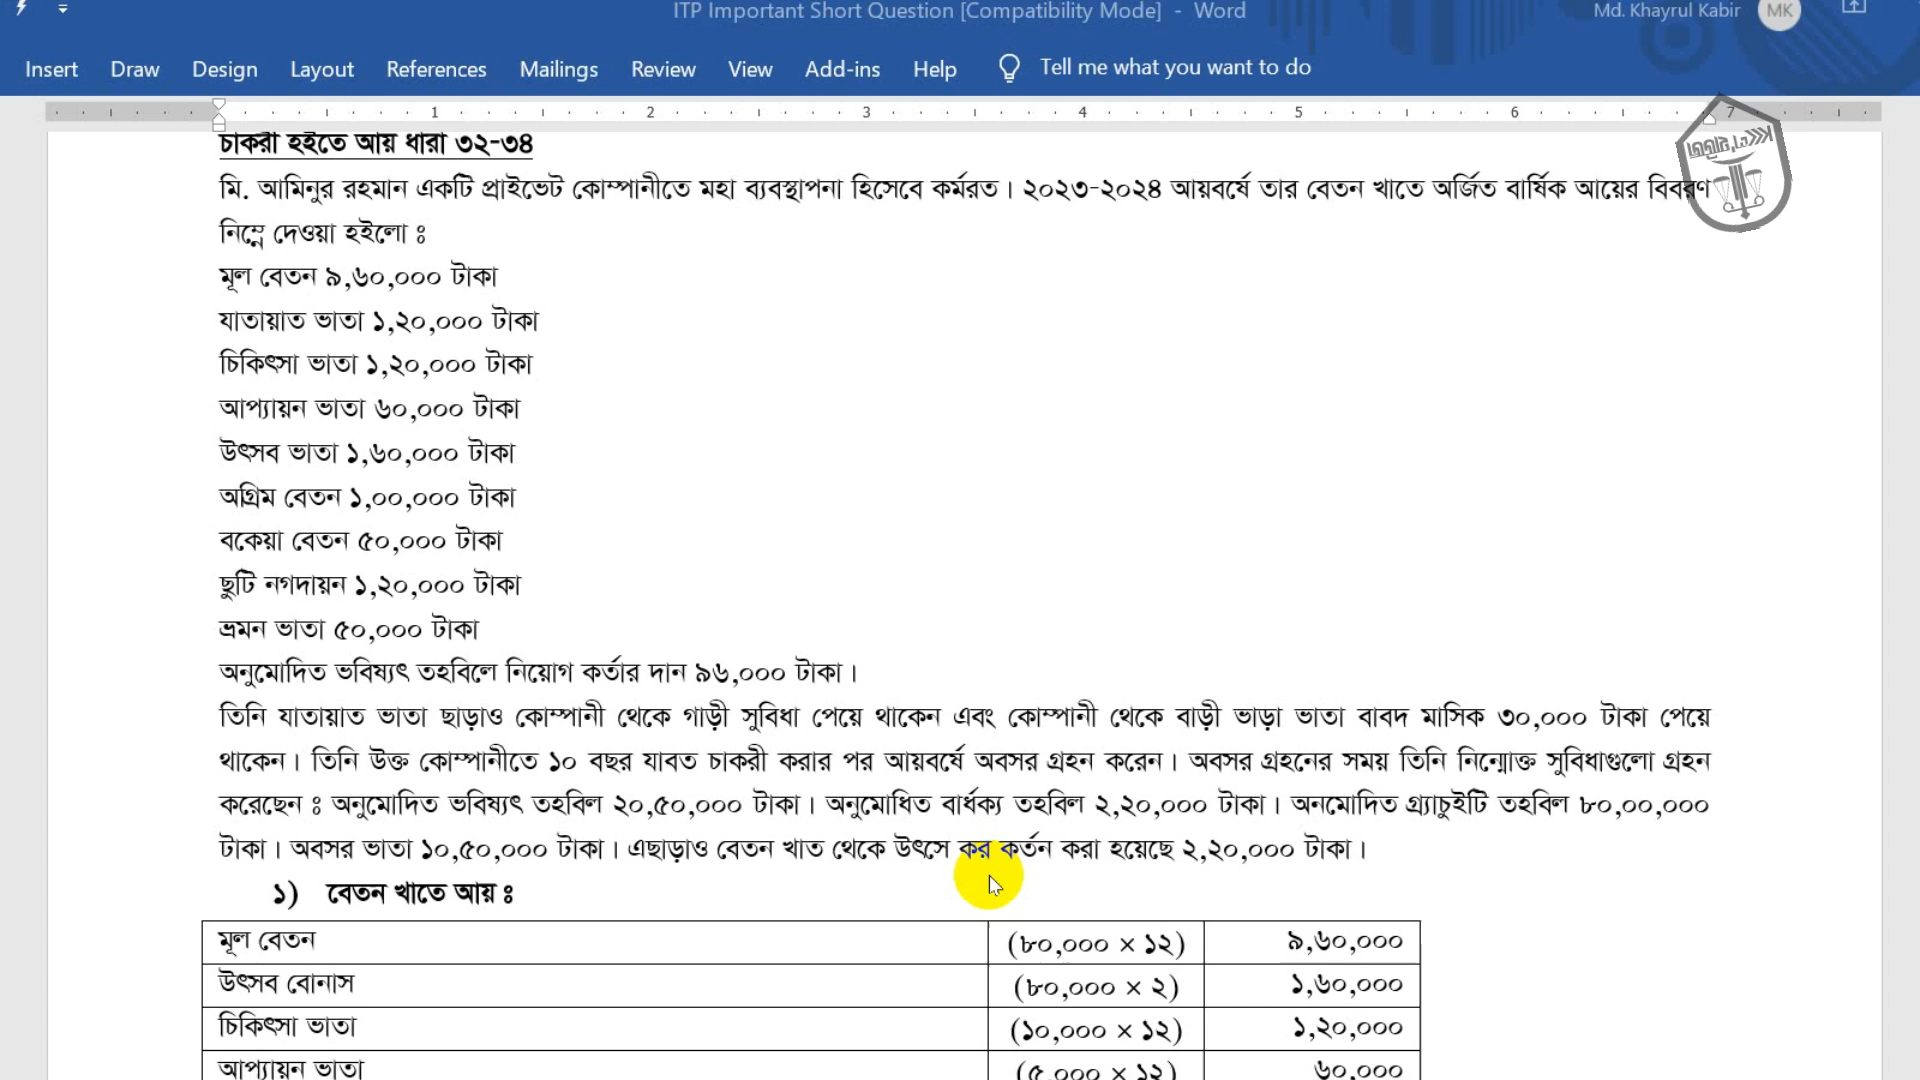 ITP Important Short Question [Compatibility Mode] - Word
Md. Khayrul Kabir MK
Insert Draw Design Layout References Mailings Review View Add-ins Help Tell me what you want to do
1 2 3 4 5 6 7
চাকরী হইতে আয় ধারা ৩২-৩৪
মি. আমিনুর রহমান একটি প্রাইভেট কোম্পানীতে মহা ব্যবস্থাপনা হিসেবে কর্মরত। ২০২৩-২০২৪ আয়বর্ষে তার বেতন খাতে অর্জিত বার্ষিক আয়ের বিবরণ
নিম্নে দেওয়া হইলো ঃ
মূল বেতন ৯,৬০,০০০ টাকা
যাতায়াত ভাতা ১,২০,০০০ টাকা
চিকিৎসা ভাতা ১,২০,০০০ টাকা
আপ্যায়ন ভাতা ৬০,০০০ টাকা
উৎসব ভাতা ১,৬০,০০০ টাকা
অগ্রিম বেতন ১,০০,০০০ টাকা
বকেয়া বেতন ৫০,০০০ টাকা
ছুটি নগদায়ন ১,২০,০০০ টাকা
ভ্রমন ভাতা ৫০,০০০ টাকা
অনুমোদিত ভবিষ্যৎ তহবিলে নিয়োগ কর্তার দান ৯৬,০০০ টাকা।
তিনি যাতায়াত ভাতা ছাড়াও কোম্পানী থেকে গাড়ী সুবিধা পেয়ে থাকেন এবং কোম্পানী থেকে বাড়ী ভাড়া ভাতা বাবদ মাসিক ৩০,০০০ টাকা পেয়ে
থাকেন। তিনি উক্ত কোম্পানীতে ১০ বছর যাবত চাকরী করার পর আয়বর্ষে অবসর গ্রহন করেন। অবসর গ্রহনের সময় তিনি নিন্মোক্ত সুবিধাগুলো গ্রহন
করেছেন ঃ অনুমোদিত ভবিষ্যৎ তহবিল ২০,৫০,০০০ টাকা। অনুমোধিত বার্ধক্য তহবিল ২,২০,০০০ টাকা। অনমোদিত গ্র্যাচুইটি তহবিল ৮০,০০,০০০
টাকা। অবসর ভাতা ১০,৫০,০০০ টাকা। এছাড়াও বেতন খাত থেকে উৎসে কর কর্তন করা হয়েছে ২,২০,০০০ টাকা।
১) বেতন খাতে আয় ঃ
মূল বেতন (৮০,০০০ × ১২) ৯,৬০,০০০
উৎসব বোনাস (৮০,০০০ × ২) ১,৬০,০০০
চিকিৎসা ভাতা (১০,০০০ × ১২) ১,২০,০০০
আপ্যায়ন ভাতা (৫,০০০ × ১২) ৬০,০০০